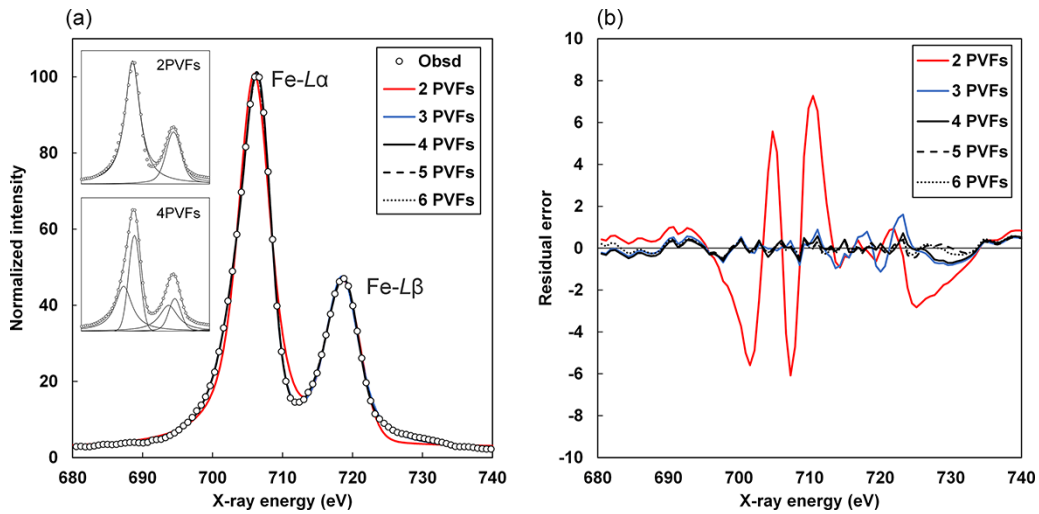 (a)
2PVFs
4PVFs
Fe-Lα
Fe-Lβ
Obsd
2 PVFs
3 PVFs
4 PVFs
5 PVFs
6 PVFs
Normalized intensity
100
80
60
40
20
0
680
690
700
710
720
730
740
X-ray energy (eV)
(b)
2 PVFs
3 PVFs
4 PVFs
5 PVFs
6 PVFs
Residual error
10
8
6
4
2
0
-2
-4
-6
-8
-10
680
690
700
710
720
730
740
X-ray energy (eV)